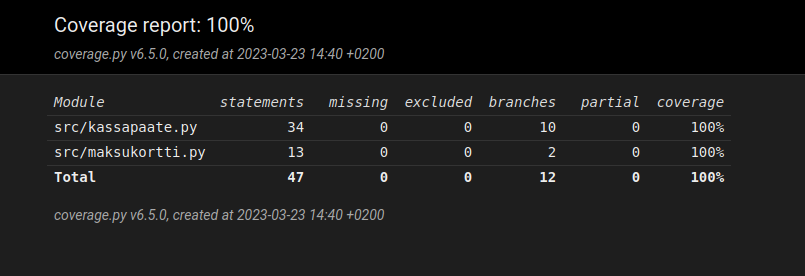 Coverage report: 100%
coverage.py v6.5.0, created at 2023-03-23 14:40 +0200
Module statements missing excluded branches partial coverage
src/kassapaate.py 34 0 0 10 0 100%
src/maksukortti.py 13 0 0 2 0 100%
Total 47 0 0 12 0 100%
coverage.py v6.5.0, created at 2023-03-23 14:40 +0200